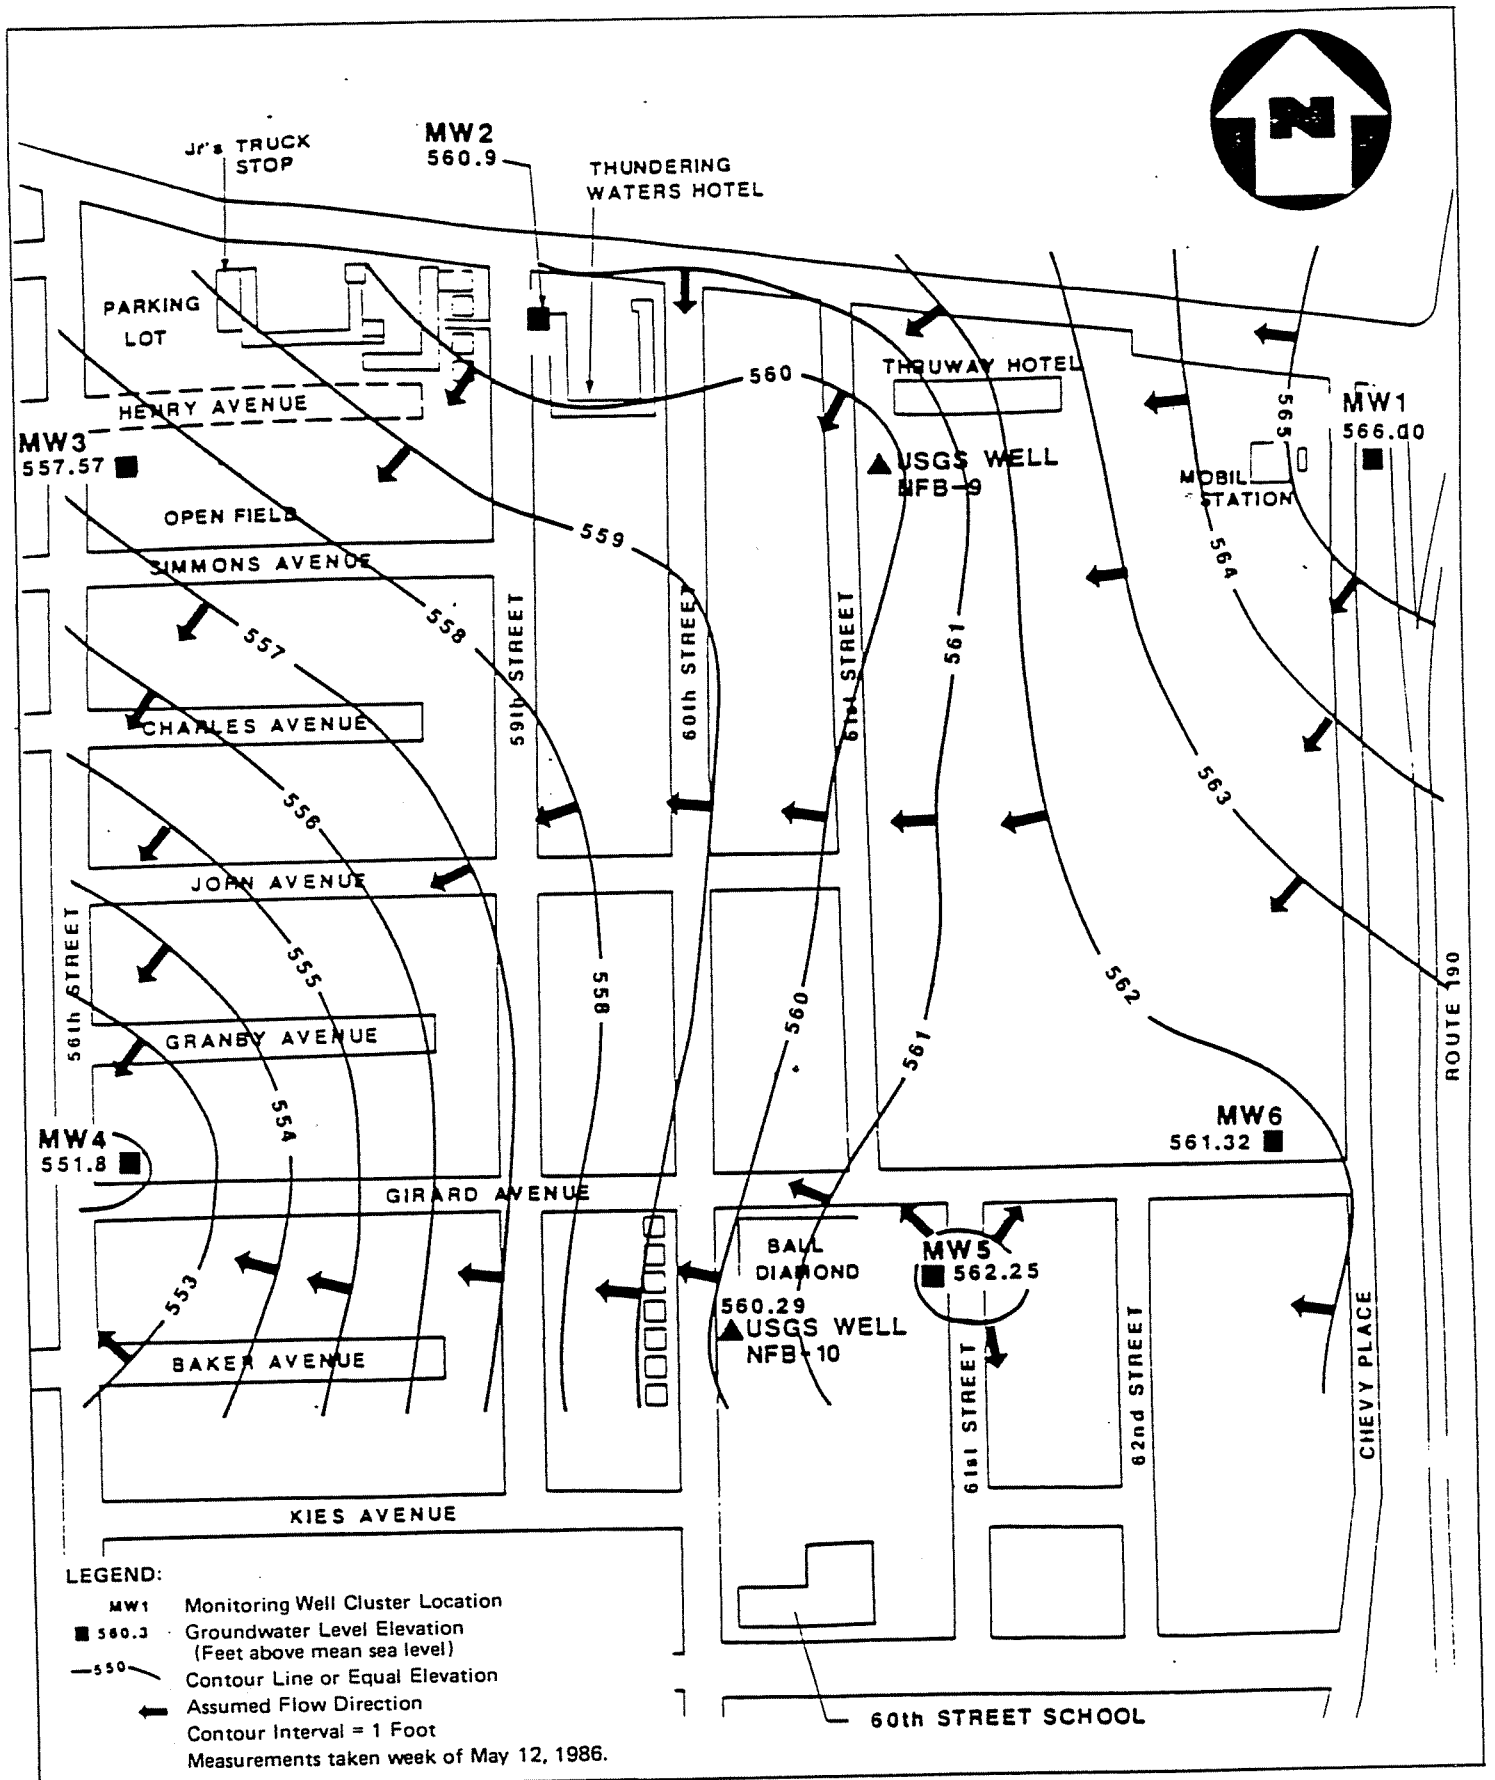 N
Jr's TRUCK
STOP
MW2
560.9
THUNDERING
WATERS HOTEL
PARKING
LOT
HENRY AVENUE
MW3
557.57
OPEN FIELD
SIMMONS AVENUE
560
THRUWAY HOTEL
USGS WELL
NFB-9
565
MW1
566.00
MOBIL
STATION
564
559
558
557
59th STREET
60th STREET
61st STREET
561
CHARLES AVENUE
556
563
JOHN AVENUE
56th STREET
555
558
560
562
561
ROUTE 190
GRANBY AVENUE
554
MW4
551.8
MW6
561.32
GIRARD AVENUE
553
BALL
DIAMOND
MW5
562.25
560.29
USGS WELL
NFB-10
BAKER AVENUE
61st STREET
62nd STREET
CHEVY PLACE
KIES AVENUE
LEGEND:
MW1 Monitoring Well Cluster Location
560.3 Groundwater Level Elevation
(Feet above mean sea level)
550 Contour Line or Equal Elevation
Assumed Flow Direction
Contour Interval = 1 Foot
Measurements taken week of May 12, 1986.
60th STREET SCHOOL